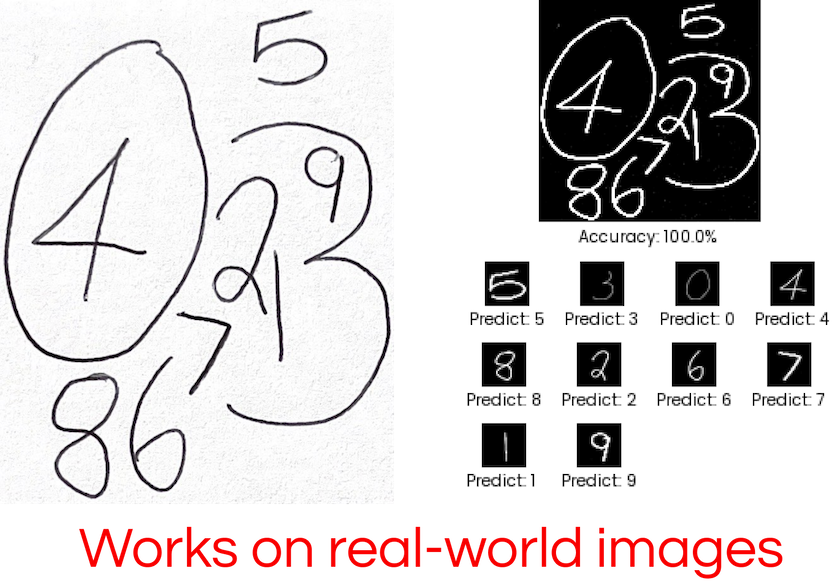 5
9
4
2
3
1
7
8 6
0
5
9
4
2
3
1
7
8 6
0
Accuracy: 100.0%
5 3 0 4
Predict: 5 Predict: 3 Predict: 0 Predict: 4
8 2 6 7
Predict: 8 Predict: 2 Predict: 6 Predict: 7
1 9
Predict: 1 Predict: 9
Works on real-world images